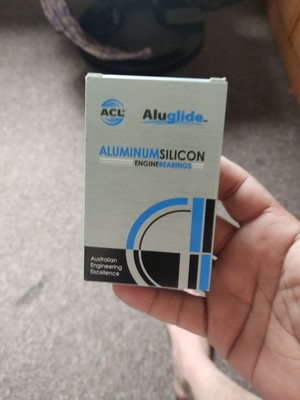 ACL
Aluglide
ALUMINUMSILICON
ENGINEBEARINGS
Australian
Engineering
Excellence